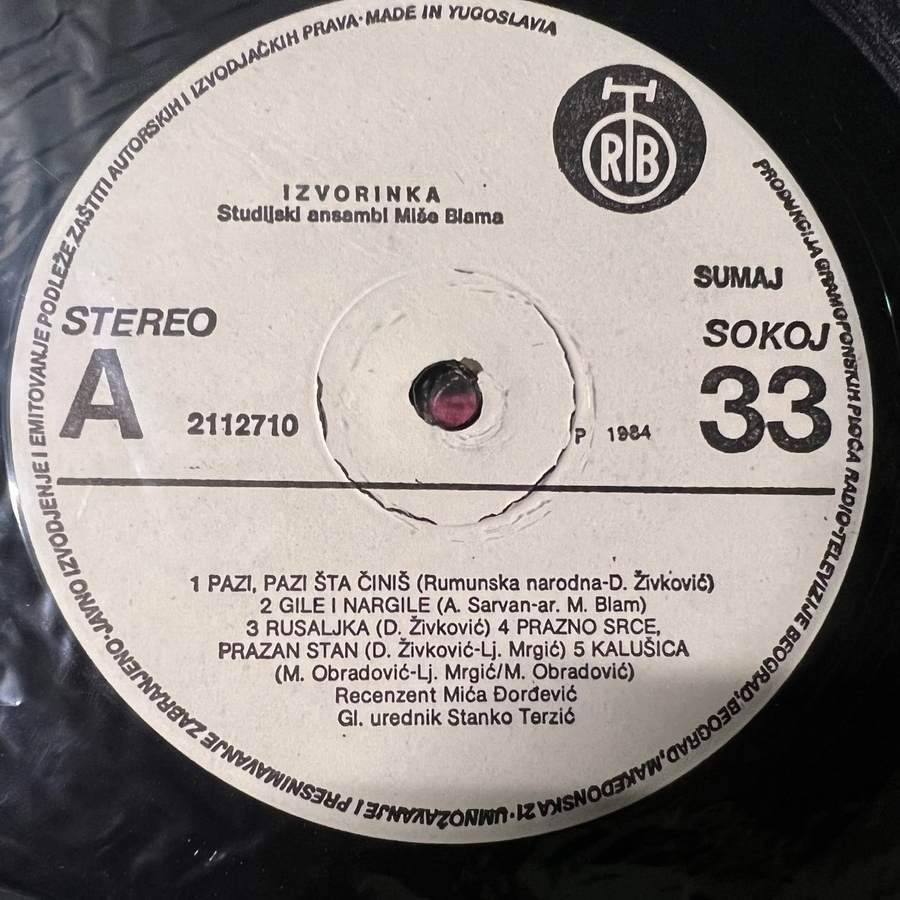 UMNOŽAVANJE I PRESNIMAVANJE ZABRANJENO·JAVNO IZVODJENJE I EMITOVANJE PODLEŽE ZAŠTITI AUTORSKIH I IZVODJAČKIH PRAVA·MADE IN YUGOSLAVIA
PRODUKCIJA GRAMOFONSKIH PLOČA RADIO-TELEVIZIJE BEOGRAD, BEOGRAD, MAKEDONSKA 21·
RTB
IZVORINKA
Studijski ansambl Miše Blama
SUMAJ
STEREO
SOKOJ
A
2112710
P 1984
33
1 PAZI, PAZI ŠTA ČINIŠ (Rumunska narodna-D. Živković)
2 GILE I NARGILE (A. Sarvan-ar. M. Blam)
3 RUSALJKA (D. Živković) 4 PRAZNO SRCE,
PRAZAN STAN (D. Živković-Lj. Mrgić) 5 KALUŠICA
(M. Obradović-Lj. Mrgić/M. Obradović)
Recenzent Mića Đorđević
Gl. urednik Stanko Terzić